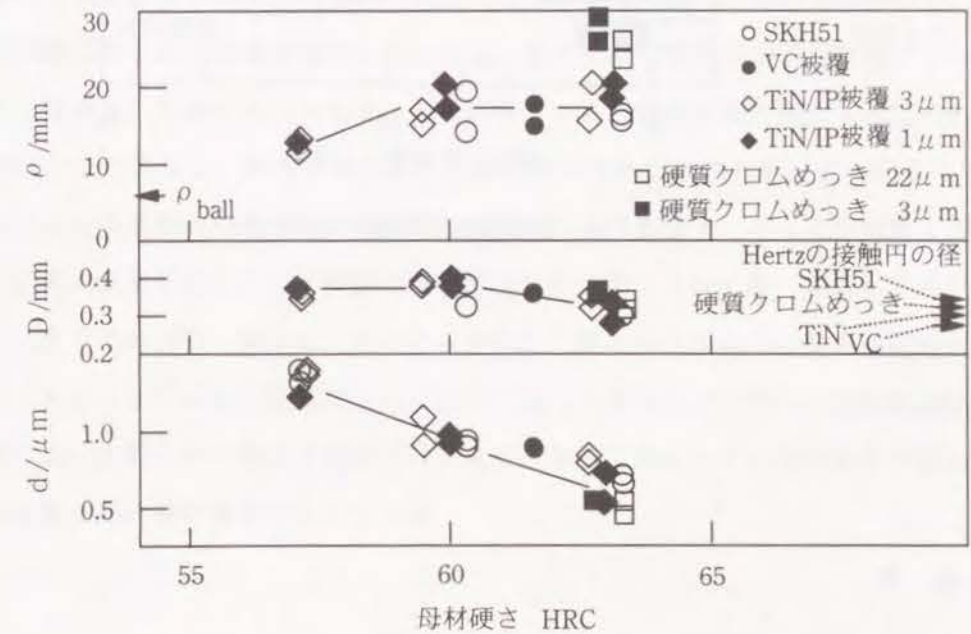 30
20
10
0
ρ/mm
ρ ball
○ SKH51
● VC被覆
◇ TiN/IP被覆 3μm
◆ TiN/IP被覆 1μm
□ 硬質クロムめっき 22μm
■ 硬質クロムめっき 3μm
0.4
0.3
0.2
D/mm
Hertzの接触円の径
SKH51
硬質クロムめっき
TiN
VC
1.0
0.5
d/μm
55 60 65
母材硬さ HRC